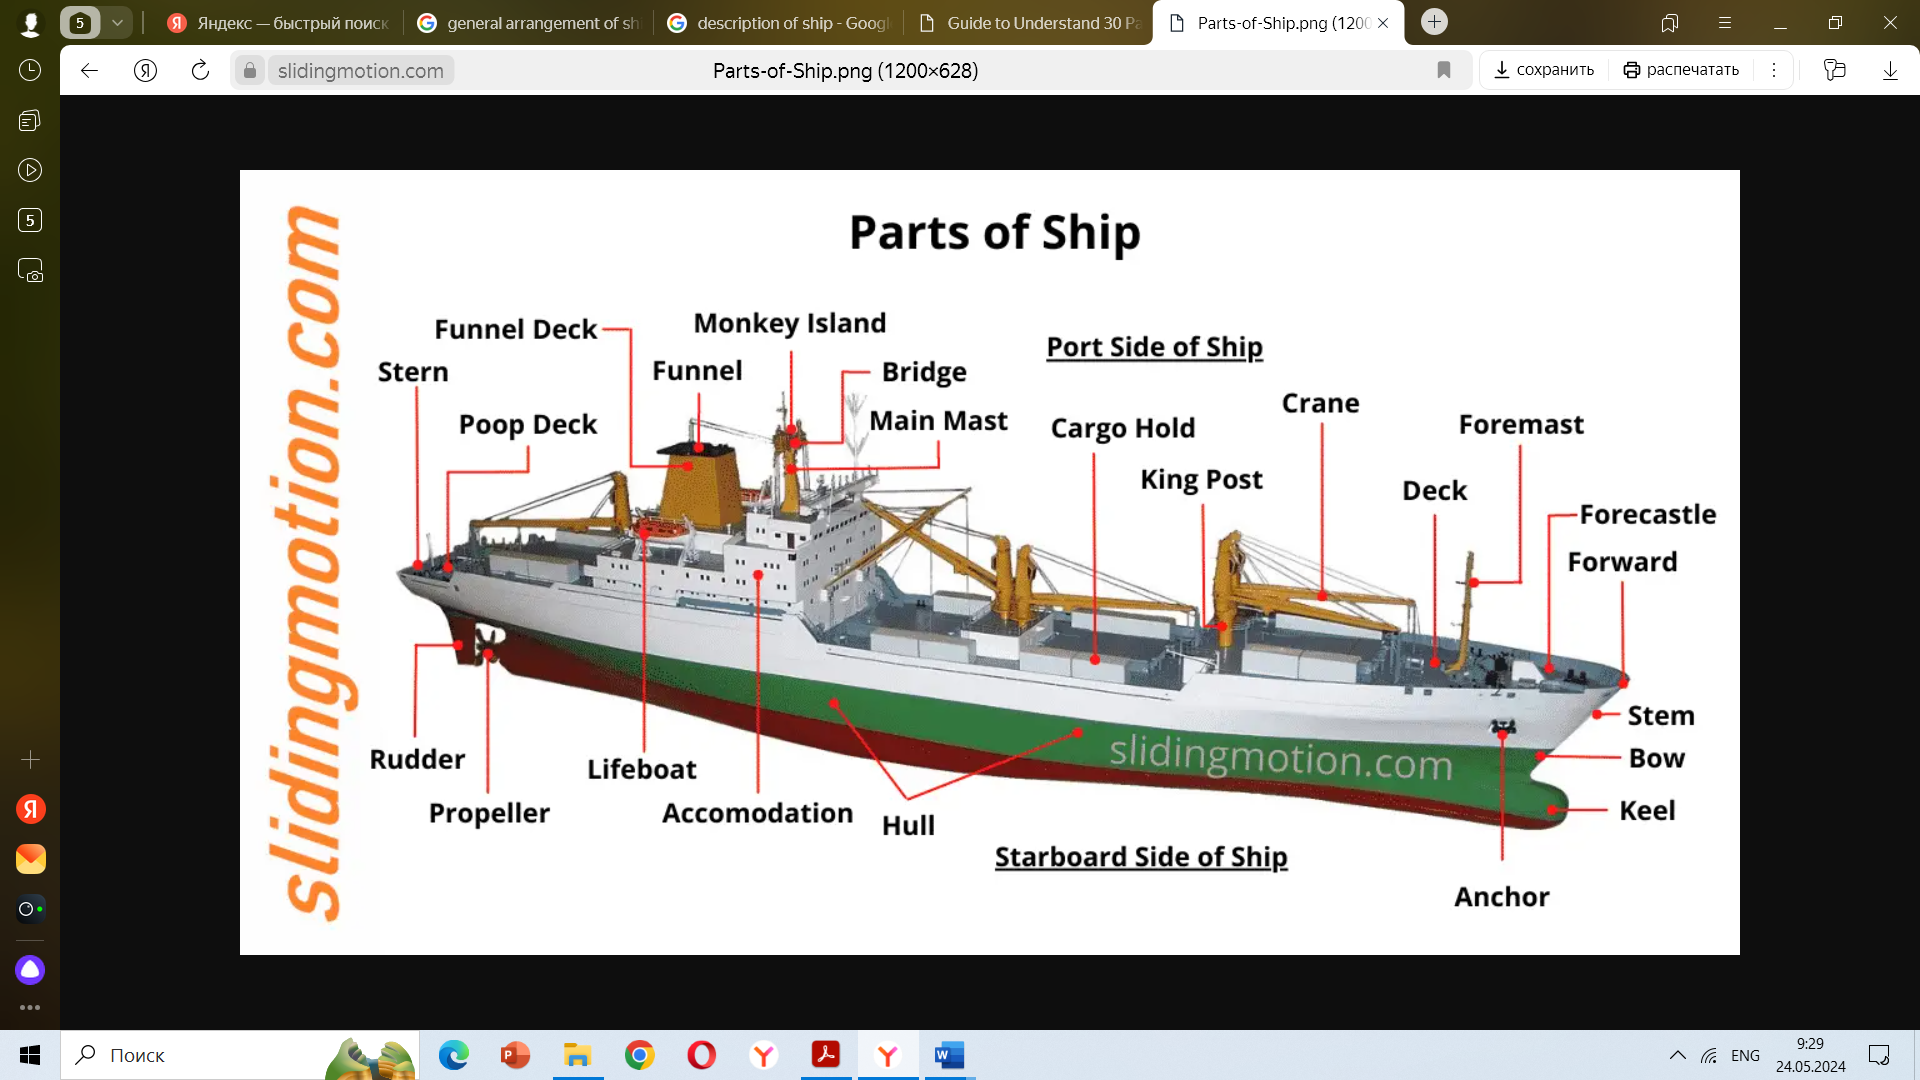 5
Яндекс — быстрый поиск
general arrangement of sh
description of ship - Googl
Guide to Understand 30 Pa
Parts-of-Ship.png (1200
slidingmotion.com
Parts-of-Ship.png (1200×628)
сохранить
распечатать
5
slidingmotion.com
Parts of Ship
Funnel Deck
Monkey Island
Port Side of Ship
Stern
Funnel
Bridge
Crane
Poop Deck
Main Mast
Cargo Hold
Foremast
King Post
Deck
Forecastle
Forward
Stem
slidingmotion.com
Bow
Rudder
Lifeboat
Propeller
Accomodation
Hull
Keel
Starboard Side of Ship
Anchor
Поиск
ENG
9:29
24.05.2024